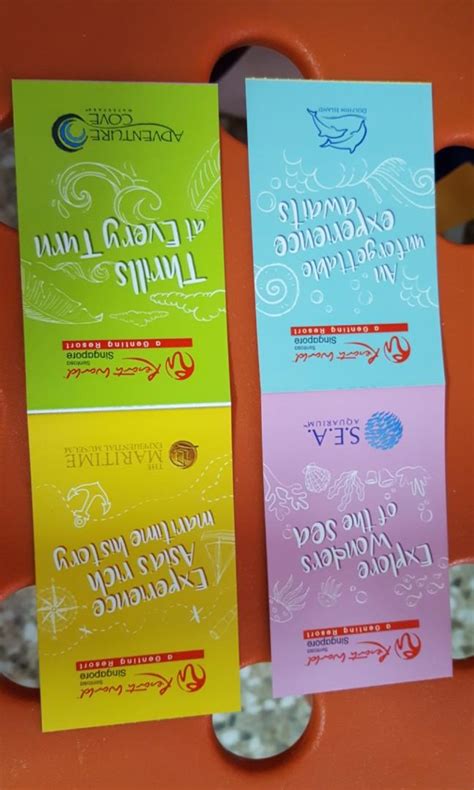 Resorts World
Sentosa
Singapore
a Genting Resort
Explore
Wonders
of the sea
S.E.A.
AQUARIUM™
Resorts World
Sentosa
Singapore
a Genting Resort
Experience
Asia's rich
maritime history
THE
MARITIME
EXPERIENTIAL MUSEUM
Resorts World
Sentosa
Singapore
a Genting Resort
An
unforgettable
experience
awaits
DOLPHIN ISLAND
Resorts World
Sentosa
Singapore
a Genting Resort
Thrills
at Every Turn
ADVENTURE
COVE
WATERPARK™